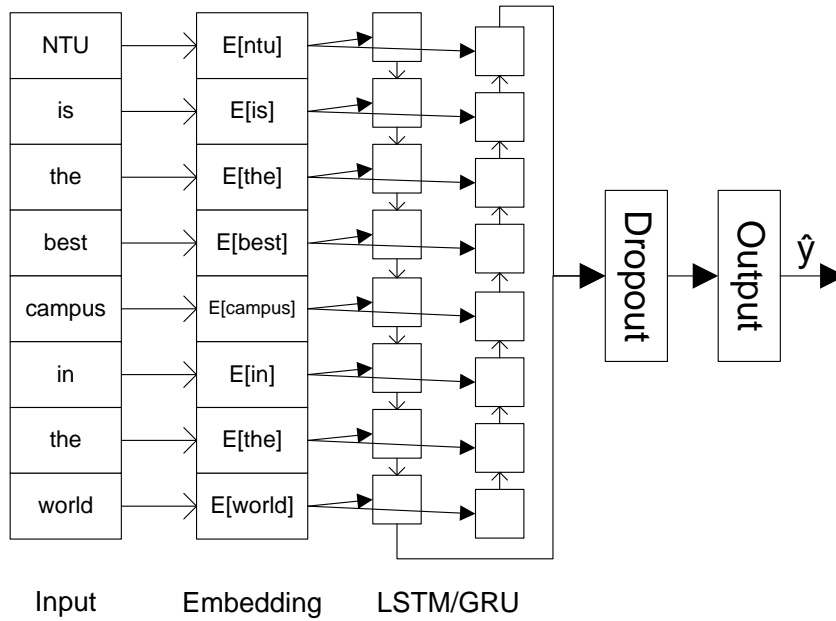 NTU
E[ntu]
is
E[is]
the
E[the]
best
E[best]
campus
E[campus]
in
E[in]
the
E[the]
world
E[world]
Dropout
Output
ŷ
Input
Embedding
LSTM/GRU